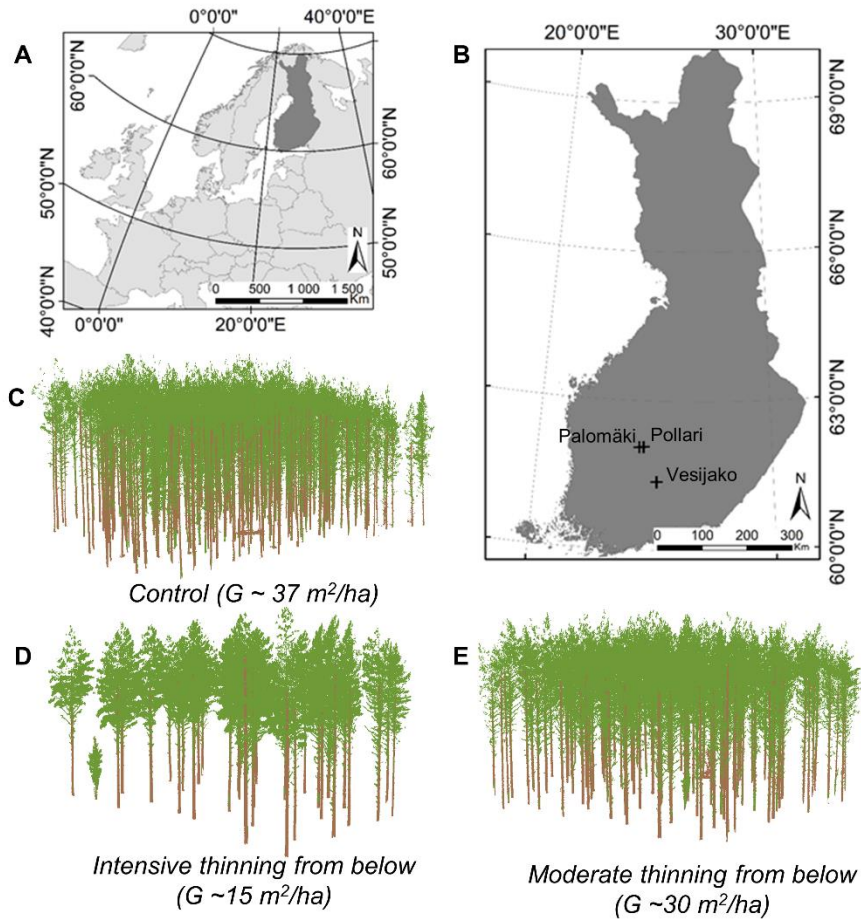 A
0°0'0"
40°0'0"E
60°0'0"N
50°0'0"N
40°0'0"N
60°0'0"N
50°0'0"N
N
0 500 1 000 1 500
Km
0°0'0"
20°0'0"E
B
20°0'0"E
30°0'0"E
69°0'0"N
66°0'0"N
63°0'0"N
60°0'0"N
Palomäki
Pollari
Vesijako
N
0 100 200 300
Km
C
Control (G ~ 37 m²/ha)
D
Intensive thinning from below
(G ~15 m²/ha)
E
Moderate thinning from below
(G ~30 m²/ha)